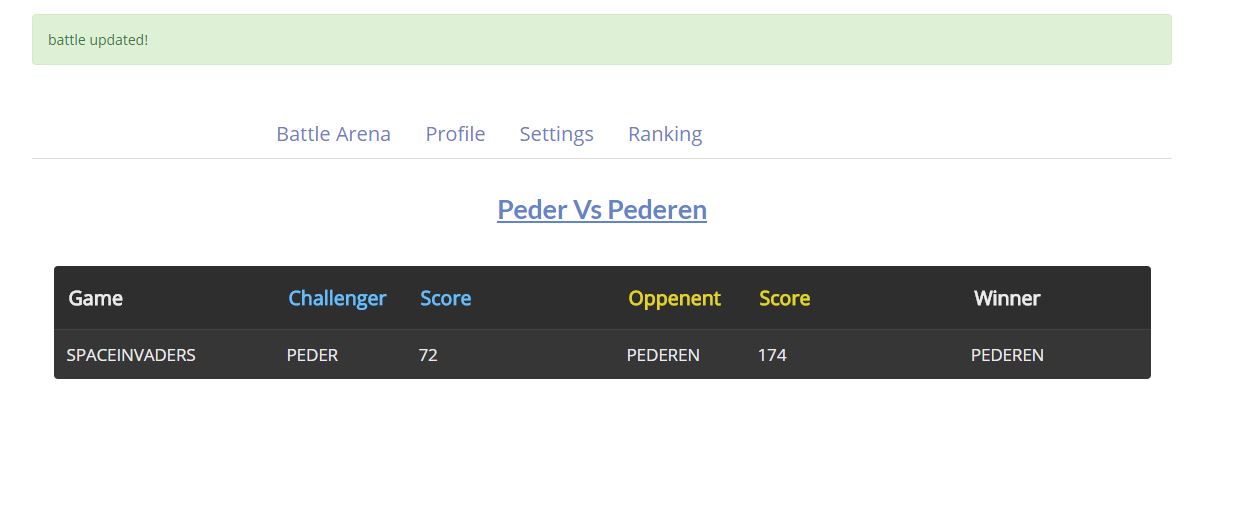 battle updated!
Battle Arena Profile Settings Ranking
Peder Vs Pederen
Game Challenger Score Oppenent Score Winner
SPACEINVADERS PEDER 72 PEDEREN 174 PEDEREN